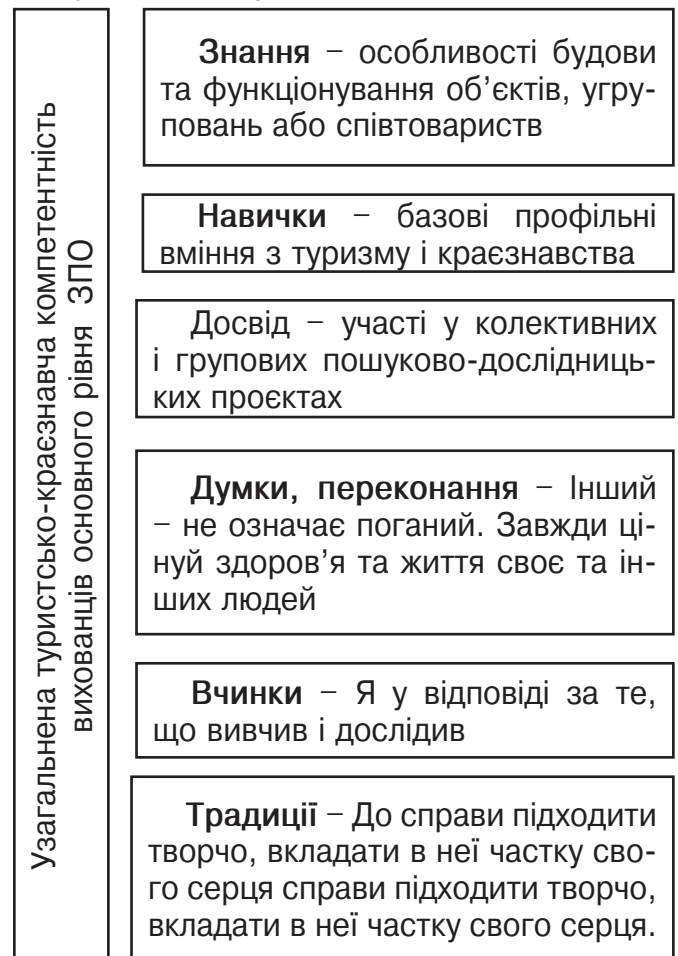 Узагальнена туристсько-краєзнавча компетентність
вихованців основного рівня ЗПО
Знання – особливості будови
та функціонування об’єктів, угру-
повань або співтовариств
Навички – базові профільні
вміння з туризму і краєзнавства
Досвід – участі у колективних
і групових пошуково-дослідниць-
ких проєктах
Думки, переконання – Інший
– не означає поганий. Завжди ці-
нуй здоров’я та життя своє та ін-
ших людей
Вчинки – Я у відповіді за те,
що вивчив і дослідив
Традиції – До справи підходити
творчо, вкладати в неї частку сво-
го серця справи підходити творчо,
вкладати в неї частку свого серця.